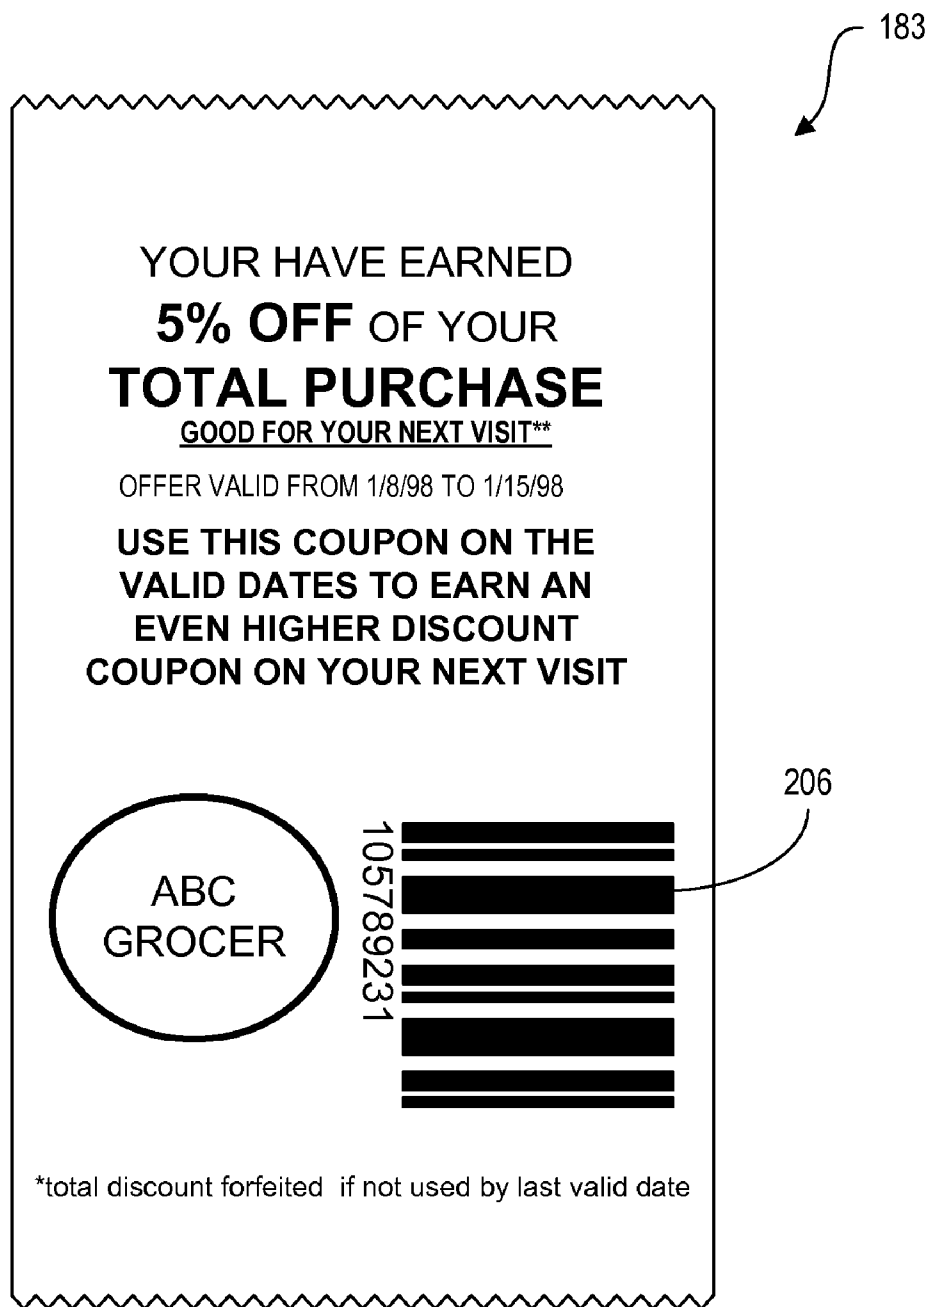 183
YOUR HAVE EARNED
5% OFF OF YOUR
TOTAL PURCHASE
GOOD FOR YOUR NEXT VISIT**
OFFER VALID FROM 1/8/98 TO 1/15/98
USE THIS COUPON ON THE
VALID DATES TO EARN AN
EVEN HIGHER DISCOUNT
COUPON ON YOUR NEXT VISIT
206
ABC
GROCER
105789231
*total discount forfeited if not used by last valid date